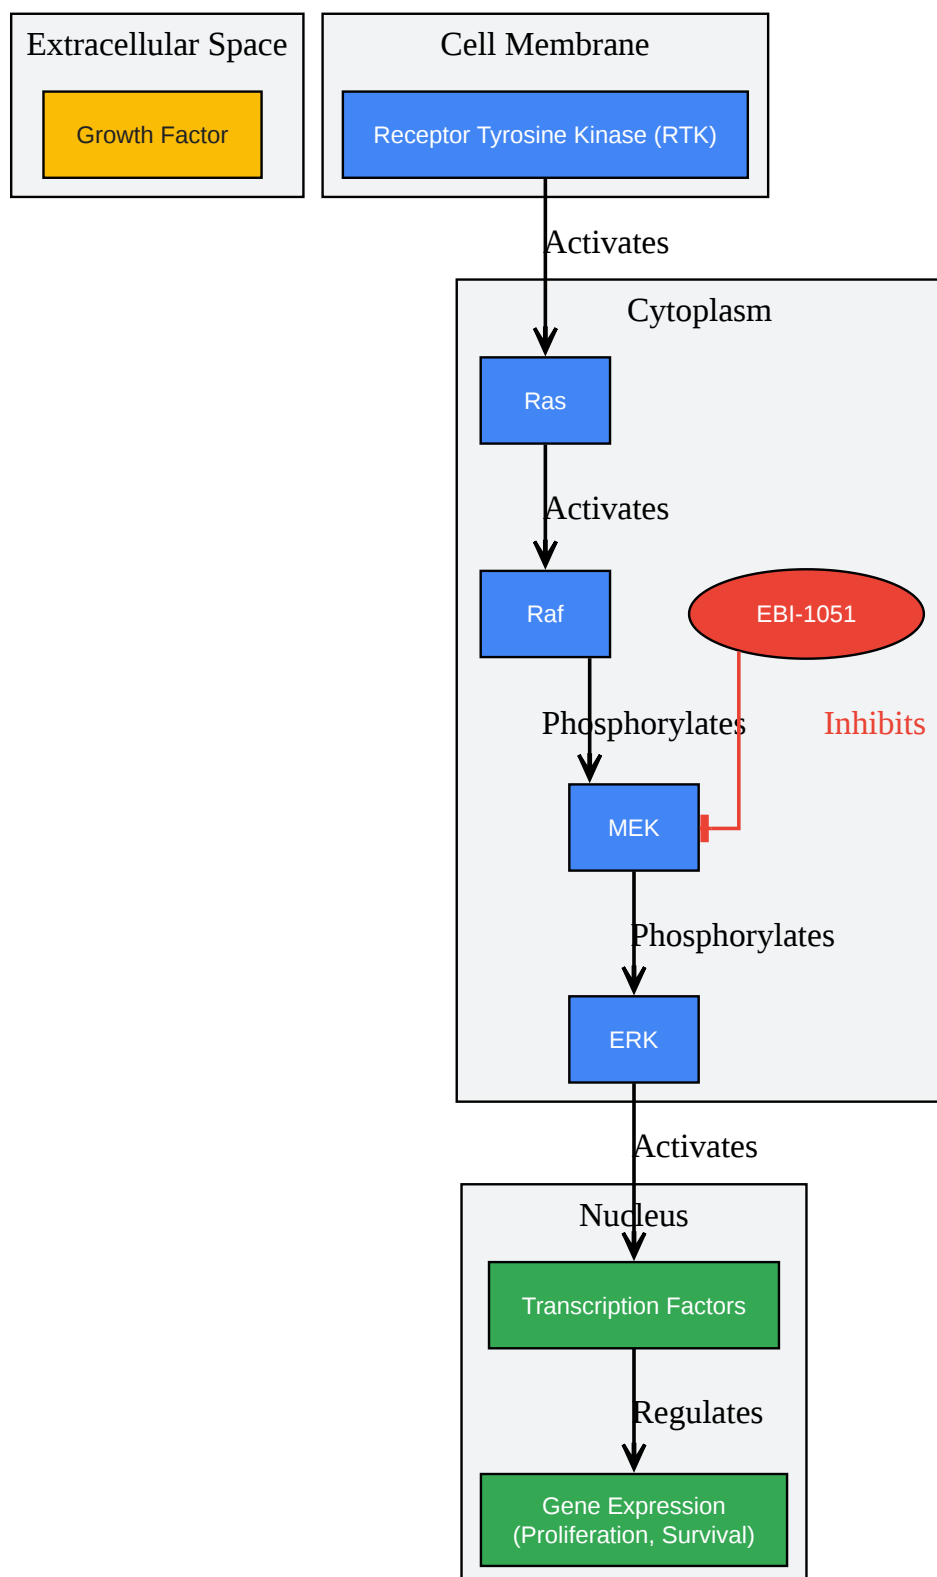 Extracellular Space
Cell Membrane
Growth Factor
Receptor Tyrosine Kinase (RTK)
Activates
Cytoplasm
Ras
Activates
Raf
EBI-1051
Phosphorylates
Inhibits
MEK
Phosphorylates
ERK
Activates
Nucleus
Transcription Factors
Regulates
Gene Expression
(Proliferation, Survival)